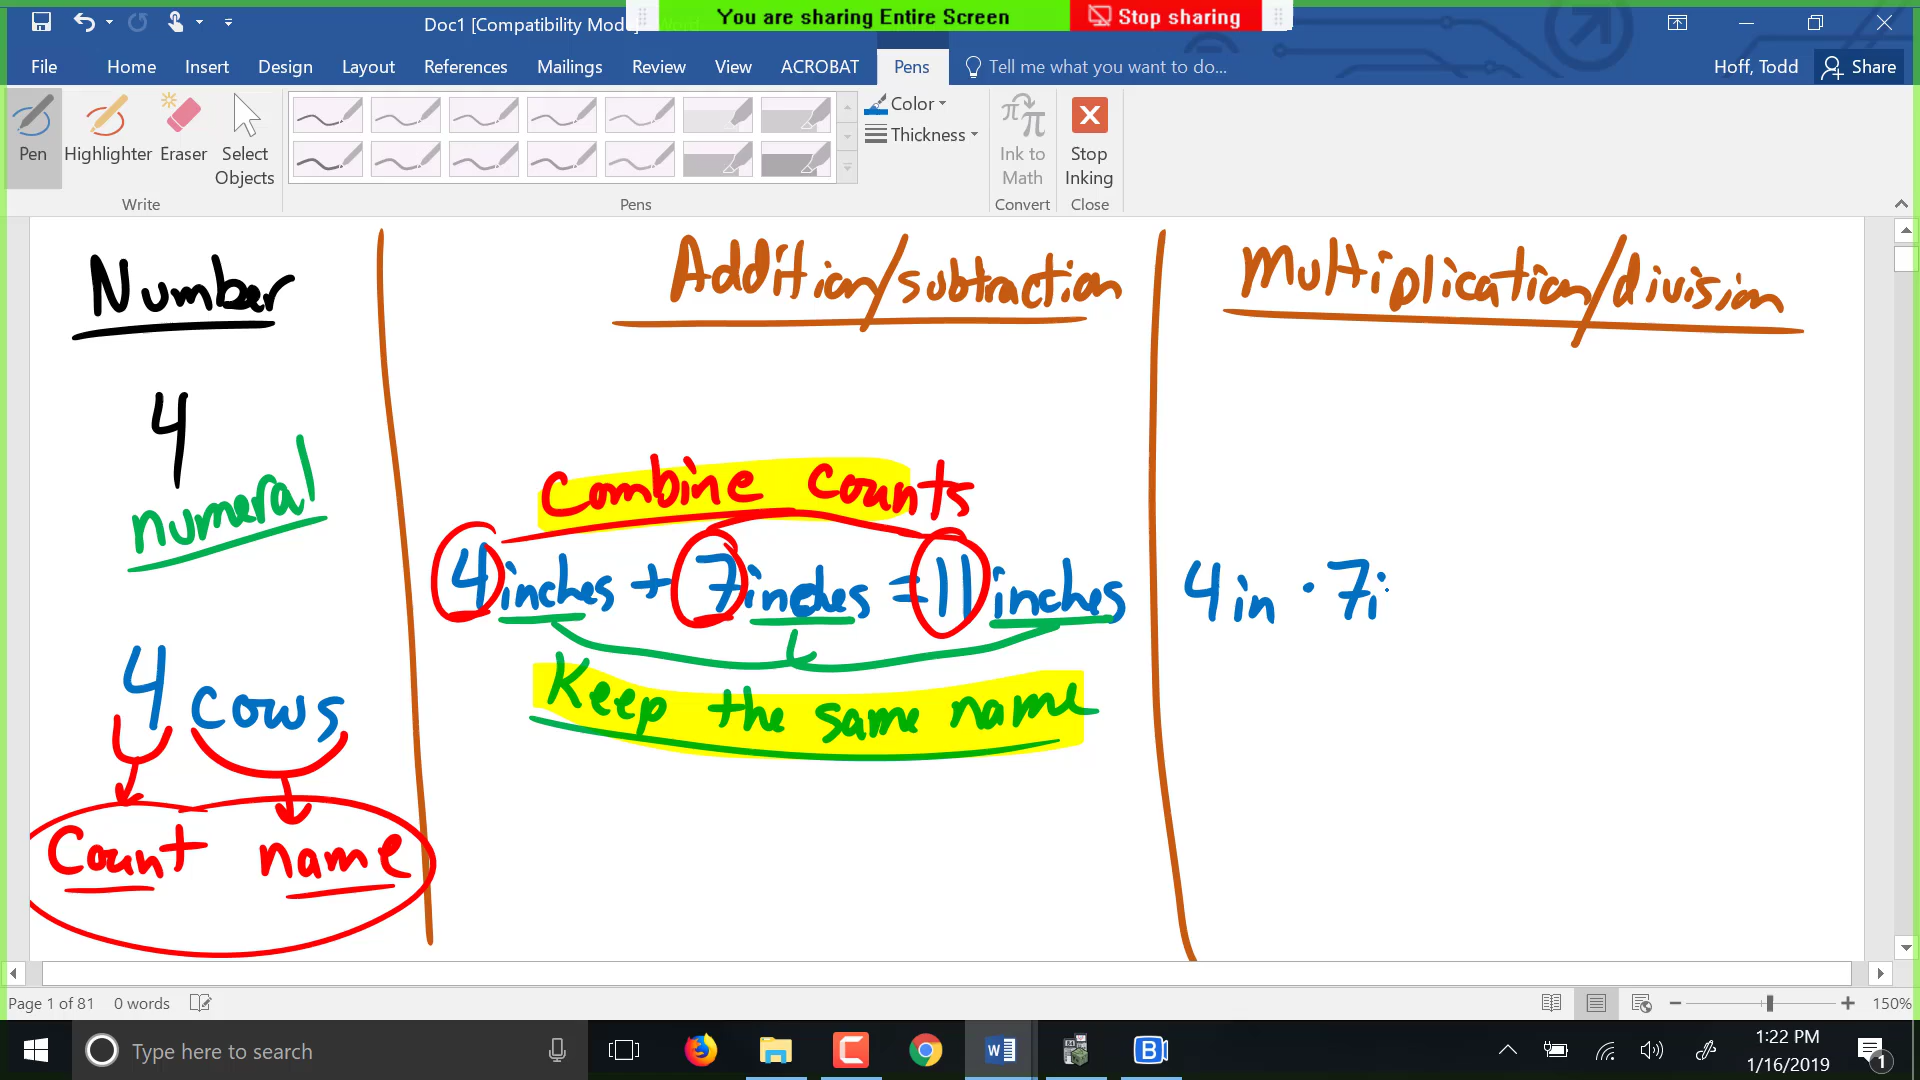 You are sharing Entire Screen Stop sharing
Doc1 [Compatibility Mod
File Home Insert Design Layout References Mailings Review View ACROBAT Pens Tell me what you want to do... Hoff, Todd Share
Pen Highlighter Eraser Select Objects
Color
Thickness
Ink to Math
Stop Inking
Write Pens Convert Close
Number Addition/subtraction Multiplication/division
4
numeral
Combine Counts
4 inches + 7 inches = 11 inches 4 in · 7i
Keep the same name
4 cows
Count name
Page 1 of 81 0 words 150%
Type here to search
1:22 PM
1/16/2019
1